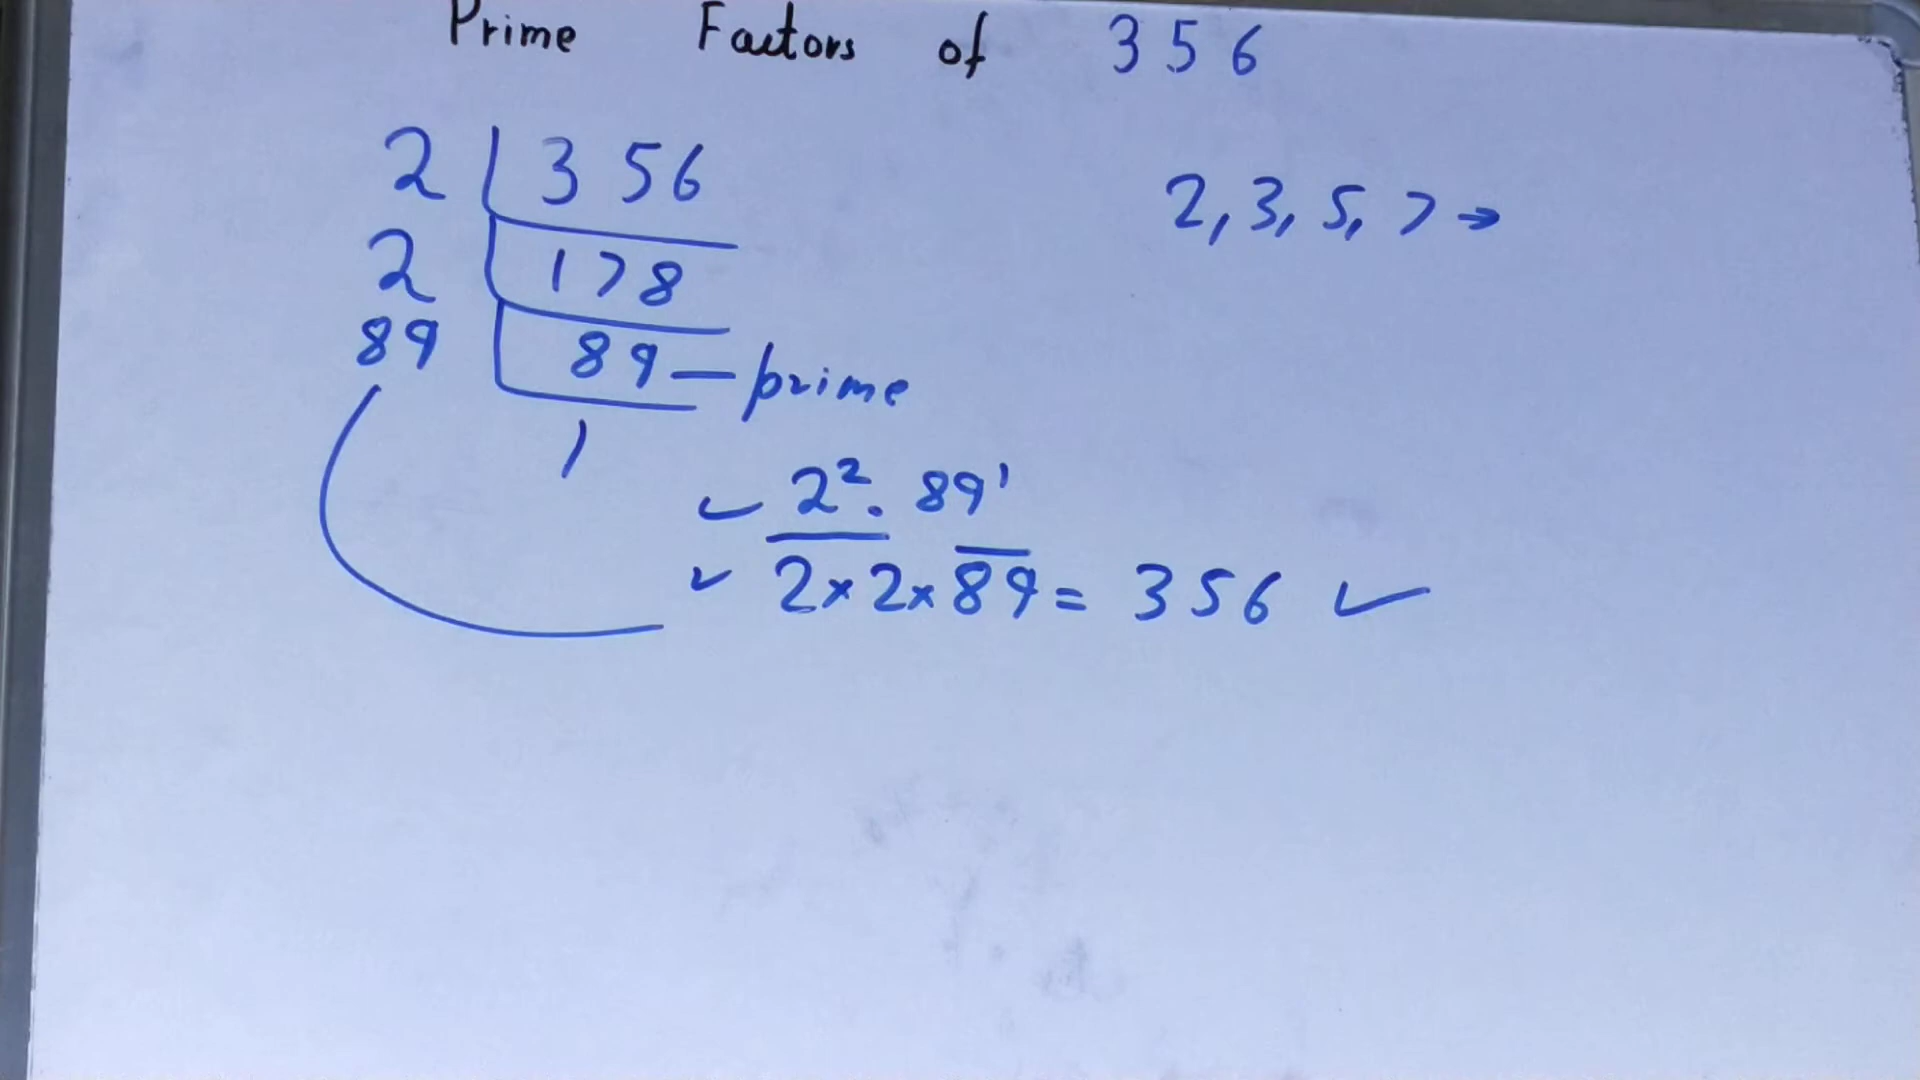 Prime Factors of 356
2 | 356
2, 3, 5, 7 →
2 | 178
89 | 89 — prime
1
✓ 2². 89¹
✓ 2×2×89 = 356 ✓